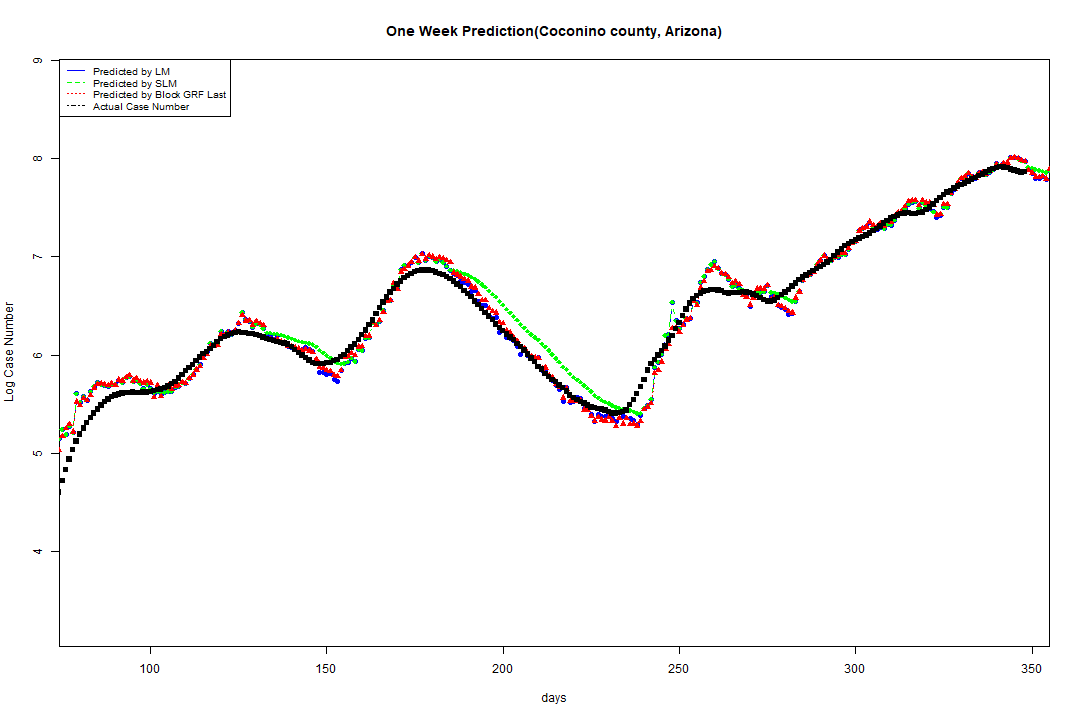 One Week Prediction(Coconino county, Arizona)
Predicted by LM
Predicted by SLM
Predicted by Block GRF Last
Actual Case Number
9
8
7
6
5
4
Log Case Number
100 150 200 250 300 350
days